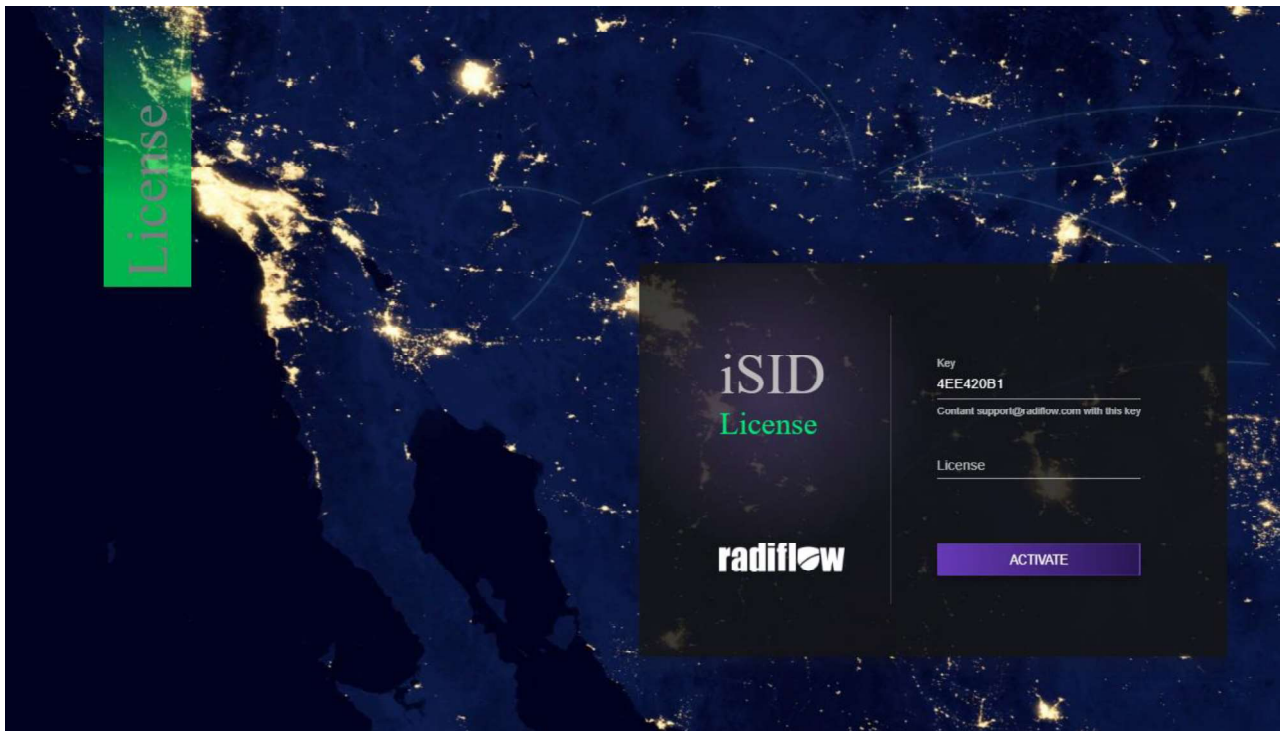 License
iSID
License
radiflow
Key
4EE420B1
Contant support@radiflow.com with this key
License
ACTIVATE